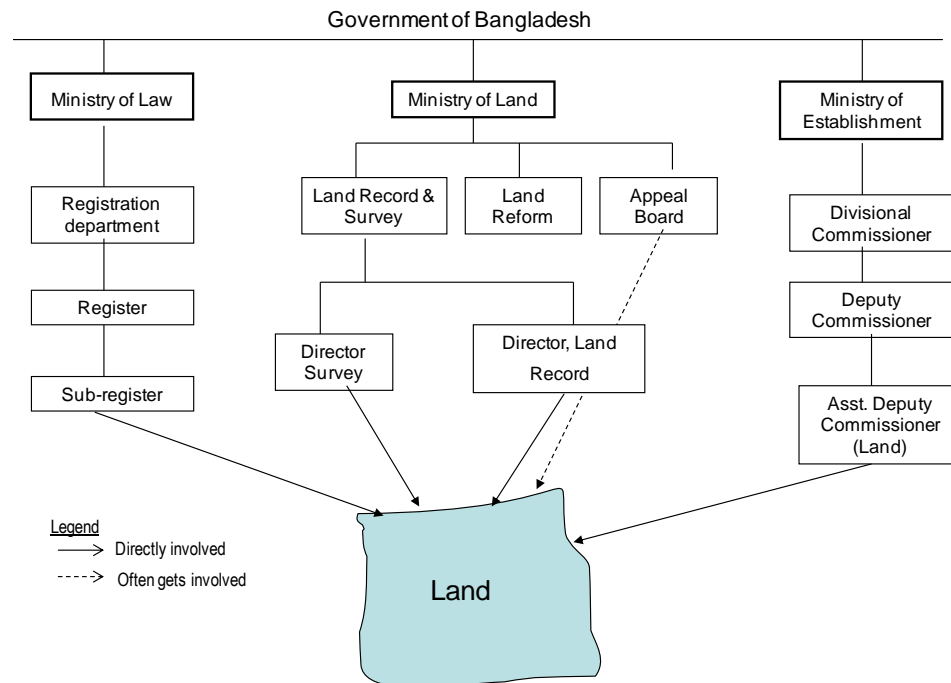 Government of Bangladesh
Ministry of Law
Ministry of Land
Ministry of
Establishment
Land Record &
Survey
Land
Reform
Appeal
Board
Registration
department
Divisional
Commissioner
Register
Deputy
Commissioner
Director
Survey
Director, Land
Record
Sub-register
Asst. Deputy
Commissioner
(Land)
Legend
Directly involved
Often gets involved
Land